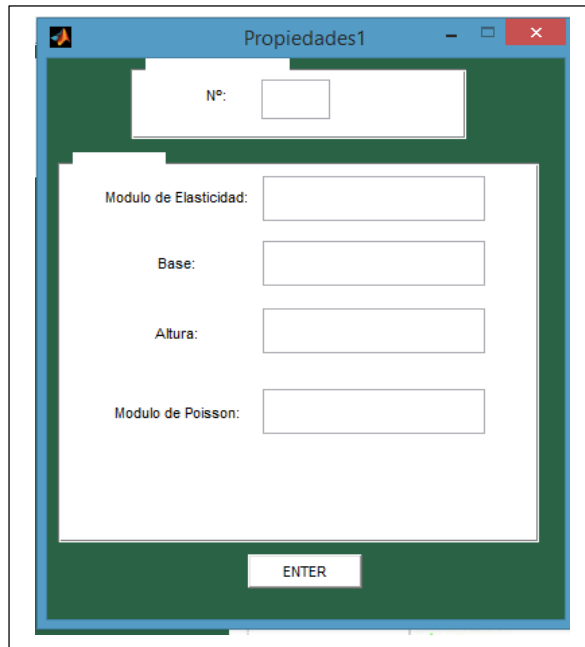 Propiedades1
Nº:
Modulo de Elasticidad:
Base:
Altura:
Modulo de Poisson:
ENTER